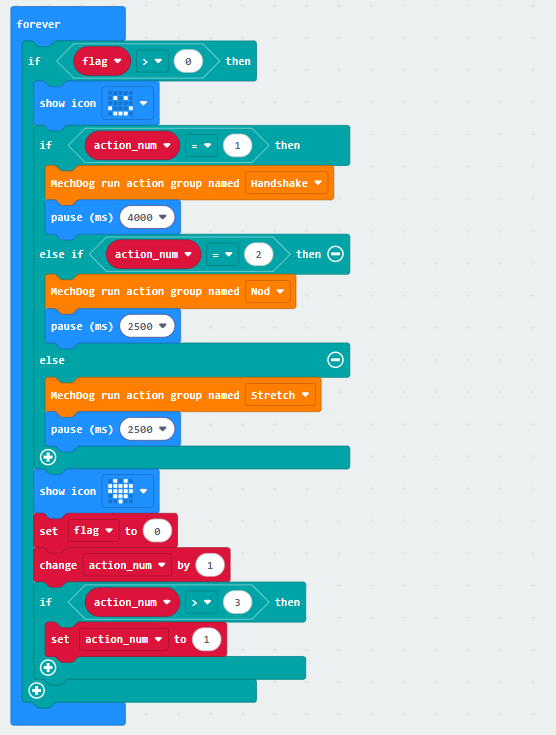 forever
if flag > 0 then
show icon
if action_num = 1 then
MechDog run action group named Handshake
pause (ms) 4000
else if action_num = 2 then
MechDog run action group named Nod
pause (ms) 2500
else
MechDog run action group named Stretch
pause (ms) 2500
show icon
set flag to 0
change action_num by 1
if action_num > 3 then
set action_num to 1